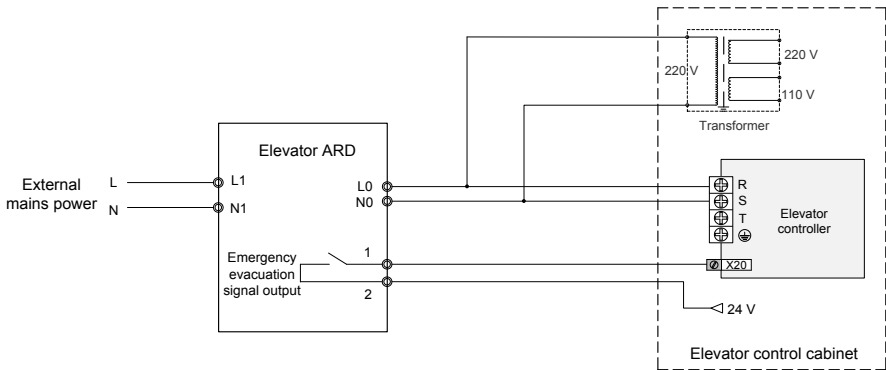 220 V
220 V
110 V
Transformer
Elevator ARD
External
mains power
L
N
L1
N1
L0
N0
R
S
T
Elevator
controller
Emergency
evacuation
signal output
1
2
X20
24 V
Elevator control cabinet